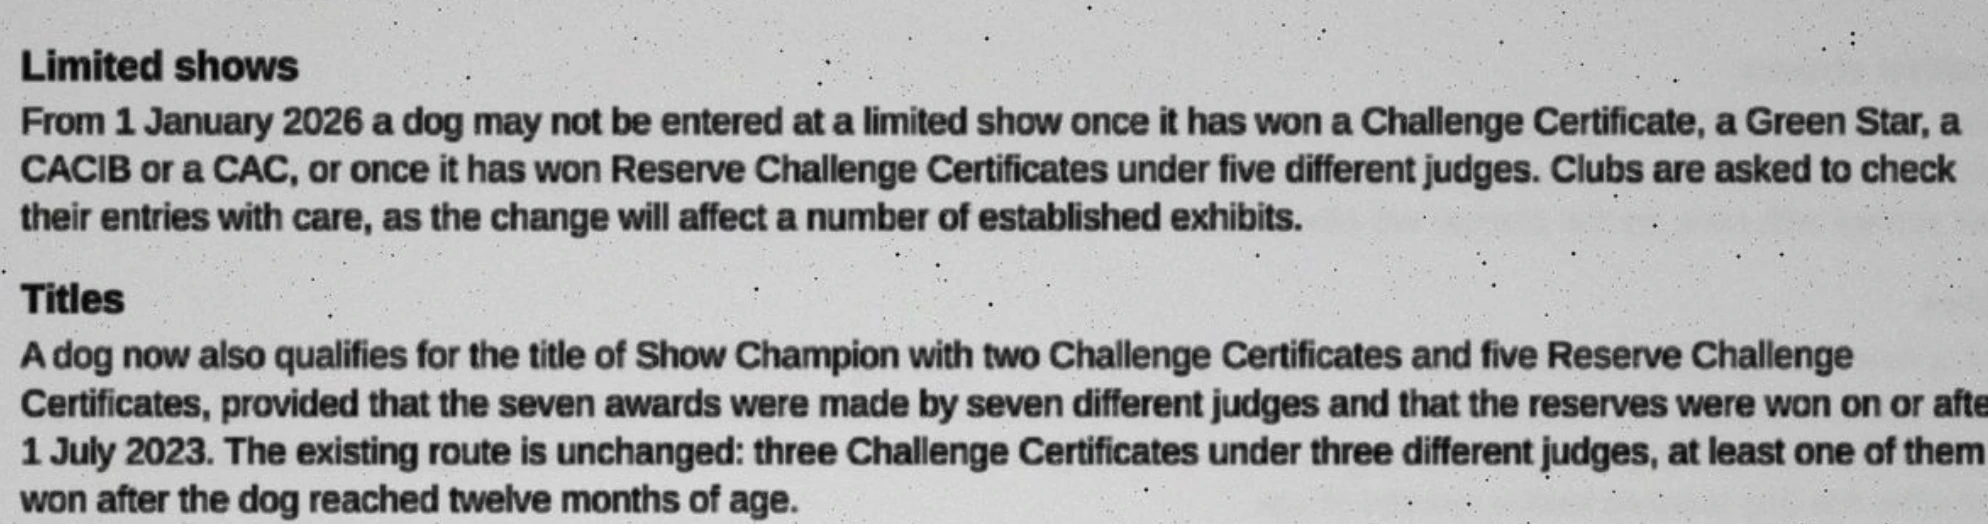 Limited shows
From 1 January 2026 a dog may not be entered at a limited show once it has won a Challenge Certificate, a Green Star, a
CACIB or a CAC, or once it has won Reserve Challenge Certificates under five different judges. Clubs are asked to check
their entries with care, as the change will affect a number of established exhibits.
Titles
A dog now also qualifies for the title of Show Champion with two Challenge Certificates and five Reserve Challenge
Certificates, provided that the seven awards were made by seven different judges and that the reserves were won on or afte
1 July 2023. The existing route is unchanged: three Challenge Certificates under three different judges, at least one of them
won after the dog reached twelve months of age.